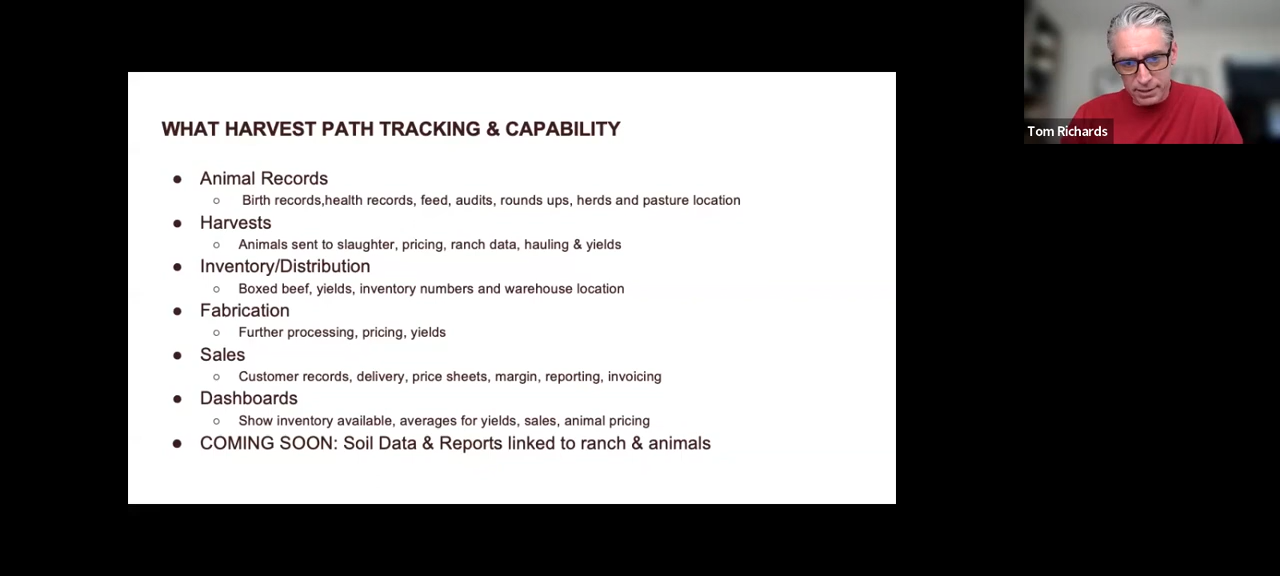 WHAT HARVEST PATH TRACKING & CAPABILITY
● Animal Records
○ Birth records,health records, feed, audits, rounds ups, herds and pasture location
● Harvests
○ Animals sent to slaughter, pricing, ranch data, hauling & yields
● Inventory/Distribution
○ Boxed beef, yields, inventory numbers and warehouse location
● Fabrication
○ Further processing, pricing, yields
● Sales
○ Customer records, delivery, price sheets, margin, reporting, invoicing
● Dashboards
○ Show inventory available, averages for yields, sales, animal pricing
● COMING SOON: Soil Data & Reports linked to ranch & animals
Tom Richards